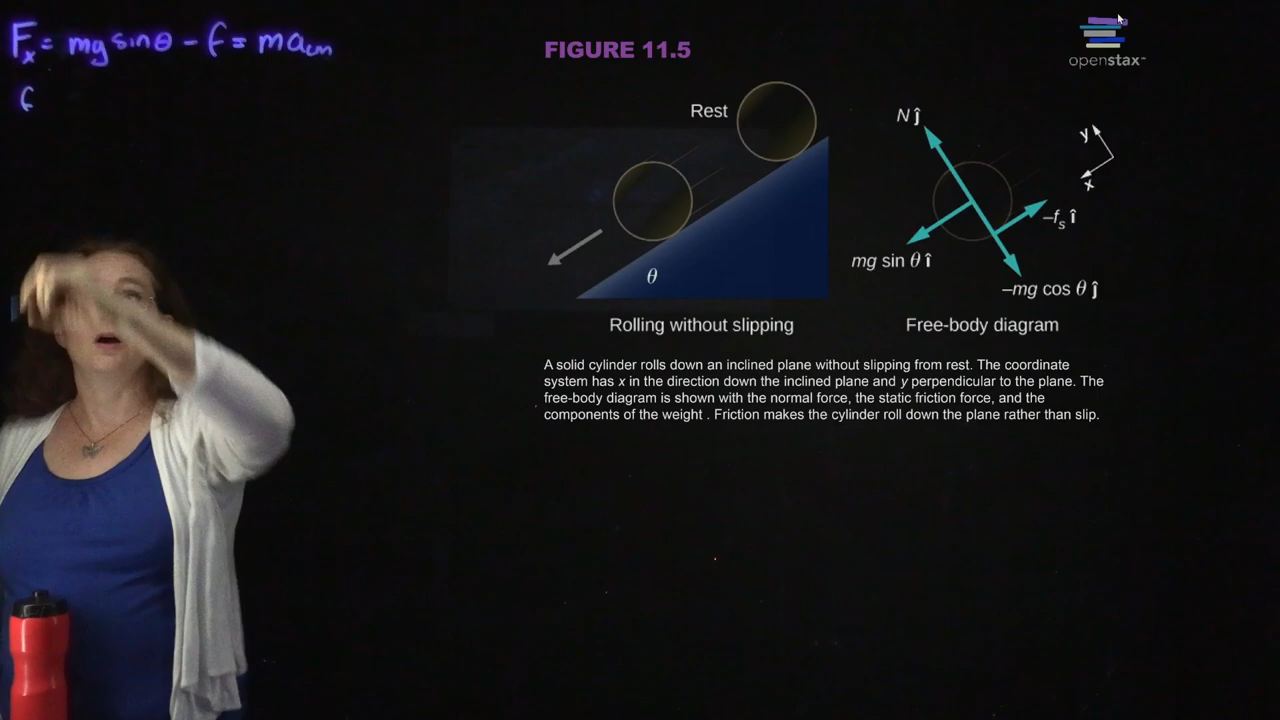 Fx = mg sinθ - f = macm
f
FIGURE 11.5
openstax™
Rest
θ
Rolling without slipping
N ĵ
y
x
–fs î
mg sin θ î
–mg cos θ ĵ
Free-body diagram
A solid cylinder rolls down an inclined plane without slipping from rest. The coordinate
system has x in the direction down the inclined plane and y perpendicular to the plane. The
free-body diagram is shown with the normal force, the static friction force, and the
components of the weight . Friction makes the cylinder roll down the plane rather than slip.